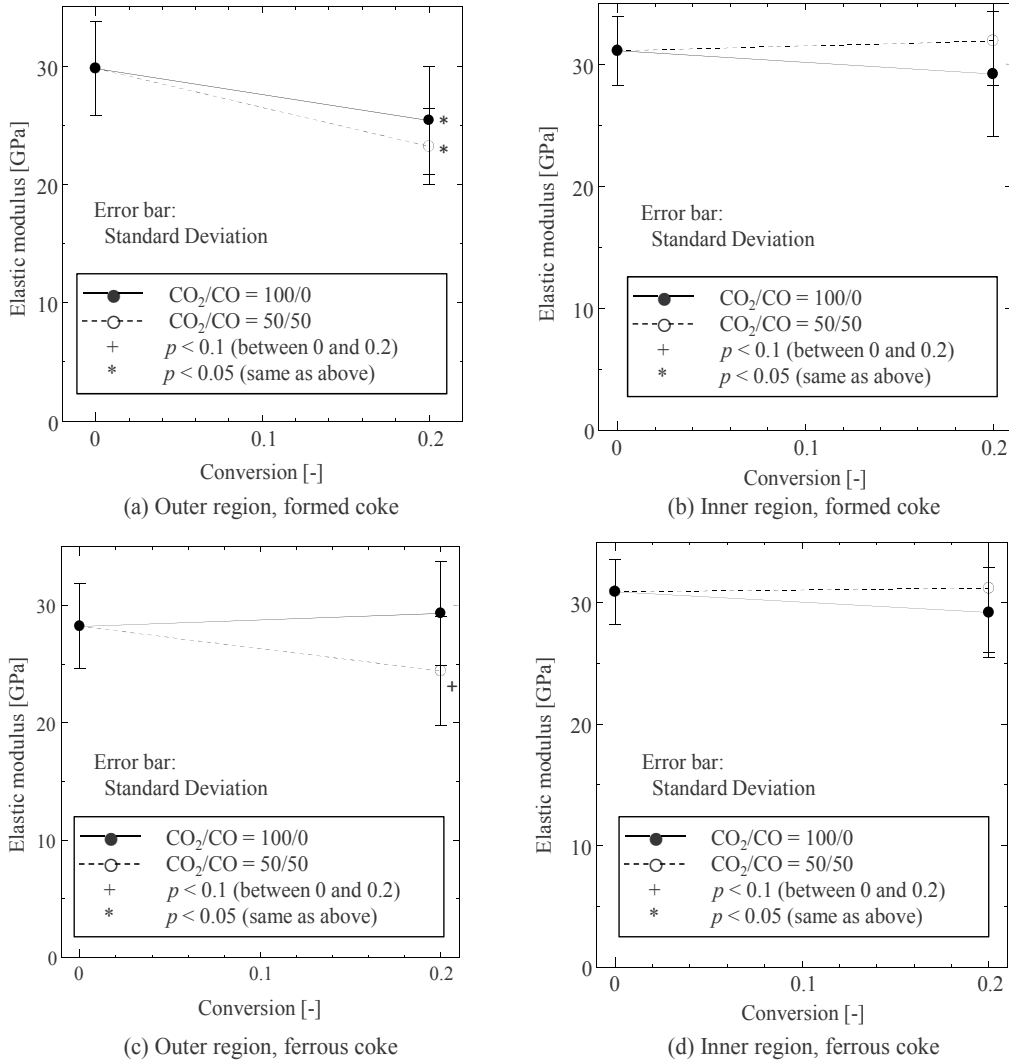 30
20
10
0
Elastic modulus [GPa]
*
*
Error bar:
Standard Deviation
CO₂/CO = 100/0
CO₂/CO = 50/50
+ p < 0.1 (between 0 and 0.2)
* p < 0.05 (same as above)
0 0.1 0.2
Conversion [-]
(a) Outer region, formed coke
30
20
10
0
Elastic modulus [GPa]
Error bar:
Standard Deviation
CO₂/CO = 100/0
CO₂/CO = 50/50
+ p < 0.1 (between 0 and 0.2)
* p < 0.05 (same as above)
0 0.1 0.2
Conversion [-]
(b) Inner region, formed coke
30
20
10
0
Elastic modulus [GPa]
+
Error bar:
Standard Deviation
CO₂/CO = 100/0
CO₂/CO = 50/50
+ p < 0.1 (between 0 and 0.2)
* p < 0.05 (same as above)
0 0.1 0.2
Conversion [-]
(c) Outer region, ferrous coke
30
20
10
0
Elastic modulus [GPa]
Error bar:
Standard Deviation
CO₂/CO = 100/0
CO₂/CO = 50/50
+ p < 0.1 (between 0 and 0.2)
* p < 0.05 (same as above)
0 0.1 0.2
Conversion [-]
(d) Inner region, ferrous coke